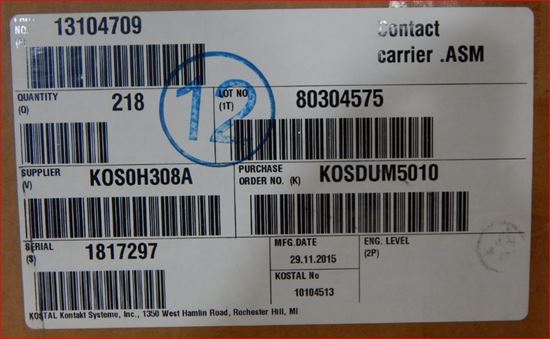 NO. 13104709
Contact
carrier .ASM
QUANTITY
(Q)
218
12
LOT NO
(1T)
80304575
SUPPLIER
(V)
KOS0H308A
PURCHASE
ORDER NO. (K)
KOSDUM5010
SERIAL
(S)
1817297
MFG.DATE
29.11.2015
ENG. LEVEL
(2P)
KOSTAL No
10104513
KOSTAL Kontakt Systeme, Inc., 1350 West Hamlin Road, Rochester Hill, MI